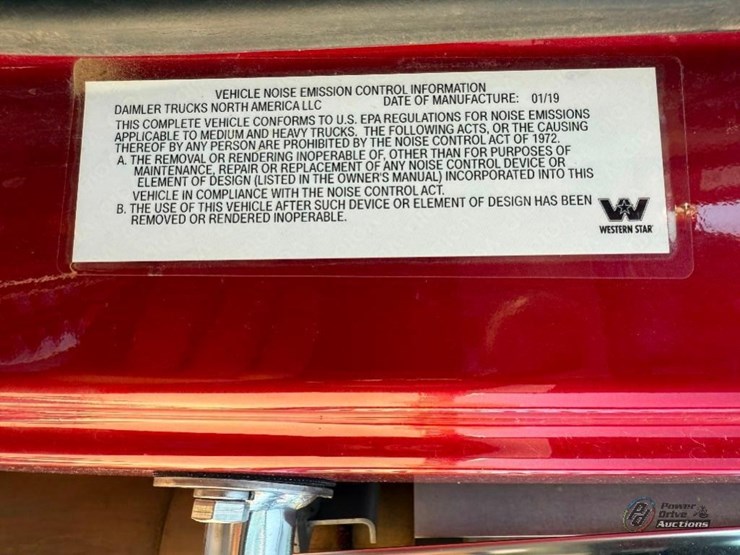 VEHICLE NOISE EMISSION CONTROL INFORMATION
DAIMLER TRUCKS NORTH AMERICA LLC DATE OF MANUFACTURE: 01/19
THIS COMPLETE VEHICLE CONFORMS TO U.S. EPA REGULATIONS FOR NOISE EMISSIONS
APPLICABLE TO MEDIUM AND HEAVY TRUCKS. THE FOLLOWING ACTS, OR THE CAUSING
THEREOF BY ANY PERSON ARE PROHIBITED BY THE NOISE CONTROL ACT OF 1972.
A. THE REMOVAL OR RENDERING INOPERABLE OF, OTHER THAN FOR PURPOSES OF
MAINTENANCE, REPAIR OR REPLACEMENT OF ANY NOISE CONTROL DEVICE OR
ELEMENT OF DESIGN (LISTED IN THE OWNER'S MANUAL) INCORPORATED INTO THIS
VEHICLE IN COMPLIANCE WITH THE NOISE CONTROL ACT.
B. THE USE OF THIS VEHICLE AFTER SUCH DEVICE OR ELEMENT OF DESIGN HAS BEEN
REMOVED OR RENDERED INOPERABLE.
WESTERN STAR
Power
Drive
Auctions